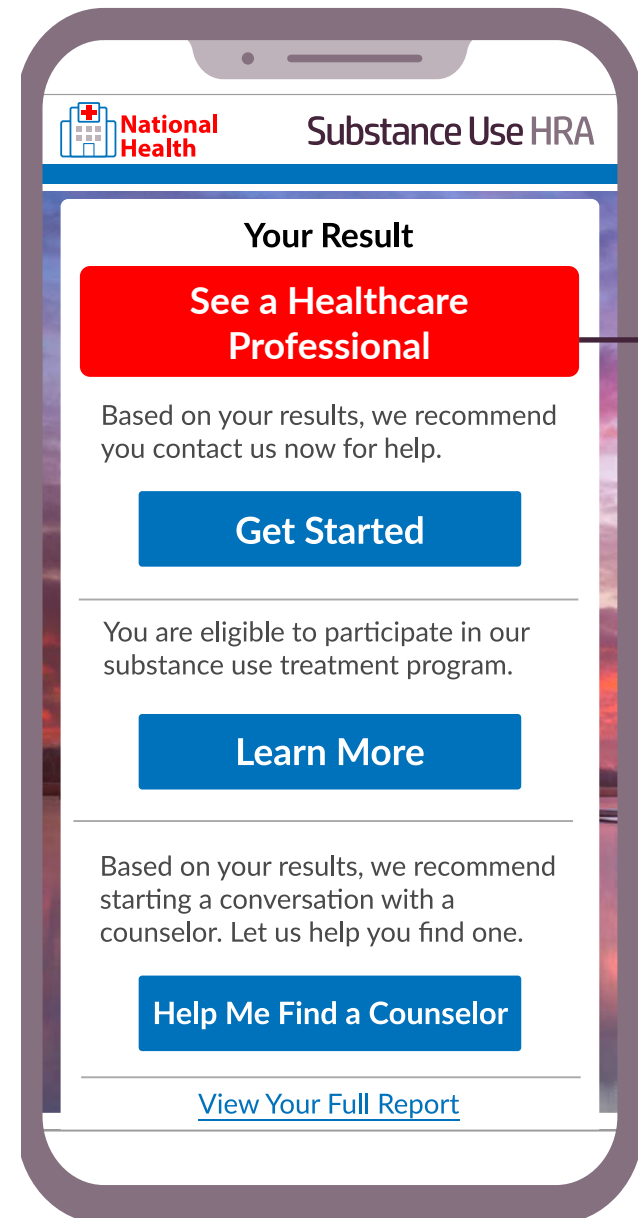 National
Health
Substance Use HRA
Your Result
See a Healthcare
Professional
Based on your results, we recommend
you contact us now for help.
Get Started
You are eligible to participate in our
substance use treatment program.
Learn More
Based on your results, we recommend
starting a conversation with a
counselor. Let us help you find one.
Help Me Find a Counselor
View Your Full Report